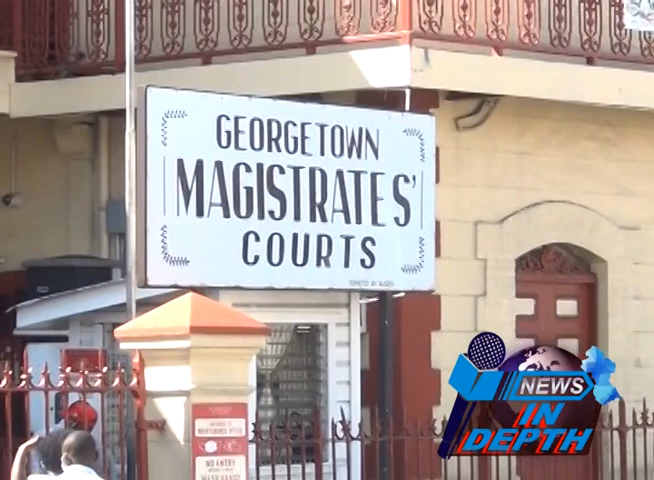 GEORGETOWN
MAGISTRATES'
COURTS
NO ENTRY
NEWS
IN
DEPTH